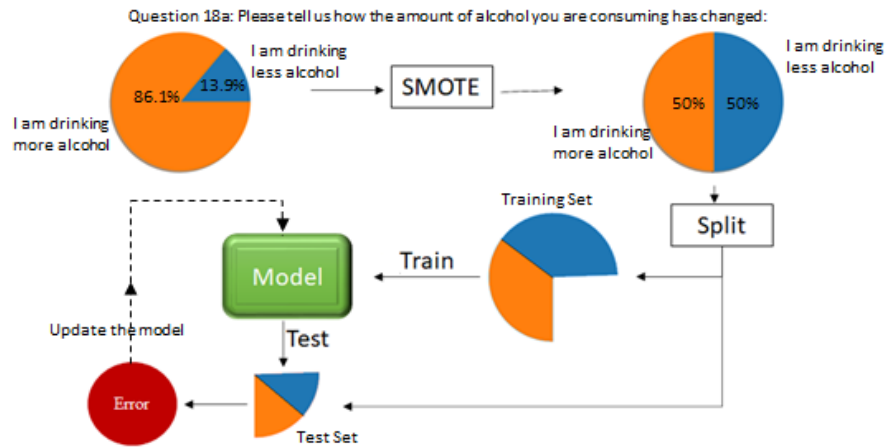 Question 18a: Please tell us how the amount of alcohol you are consuming has changed:
I am drinking
less alcohol
13.9%
86.1%
I am drinking
more alcohol
SMOTE
I am drinking
less alcohol
50%
50%
I am drinking
more alcohol
Split
Training Set
Train
Model
Test
Update the model
Error
Test Set